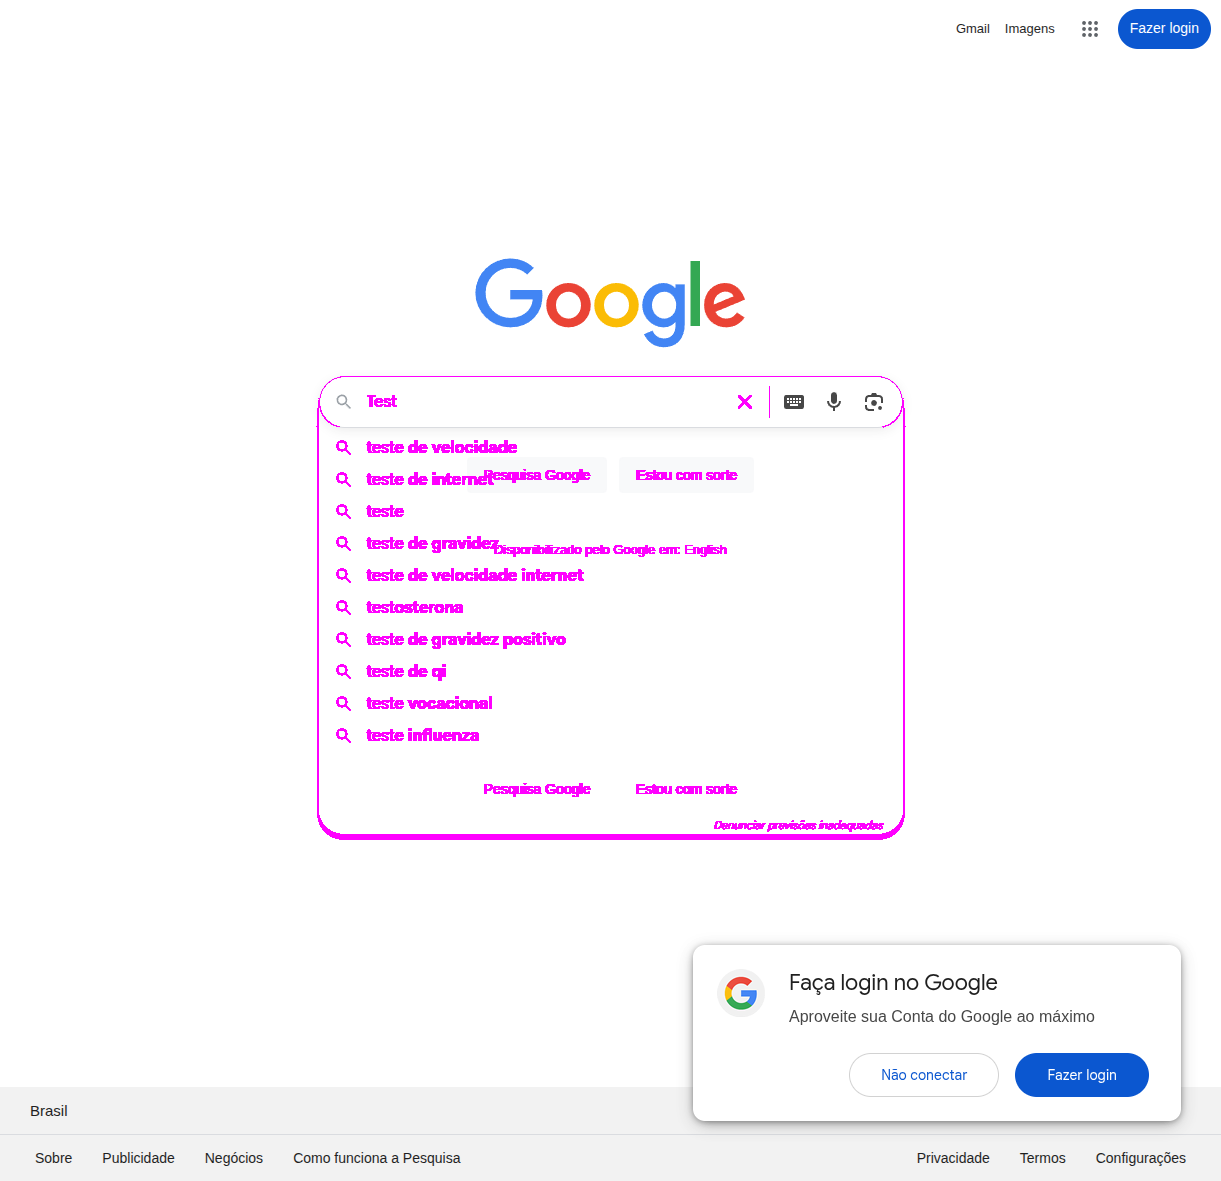 Gmail Imagens Fazer login
Google
Test
teste de velocidade
Pesquisa Google Estou com sorte
teste de internet
teste
teste de gravidez
Disponibilizado pelo Google em: English
teste de velocidade internet
testosterona
teste de gravidez positivo
teste de qi
teste vocacional
teste influenza
Pesquisa Google Estou com sorte
Denunciar previsões inadequadas
Faça login no Google
Aproveite sua Conta do Google ao máximo
Não conectar Fazer login
Brasil
Sobre Publicidade Negócios Como funciona a Pesquisa Privacidade Termos Configurações